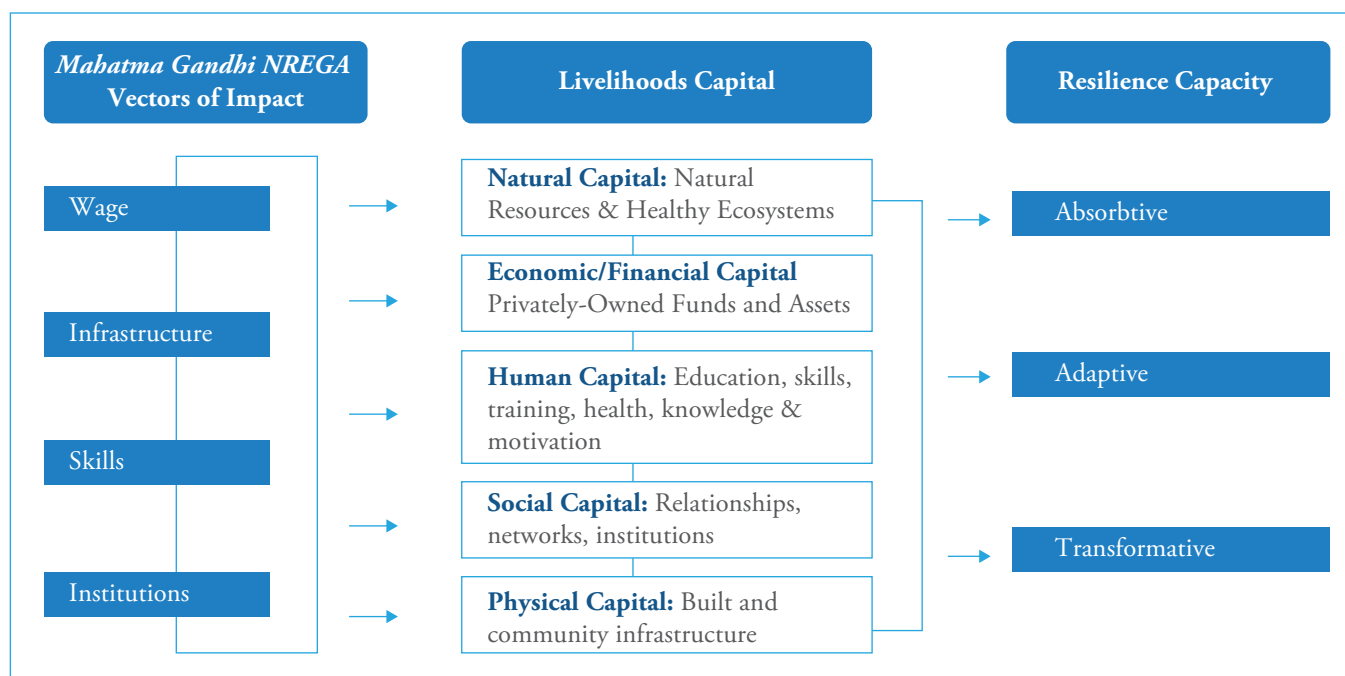 Mahatma Gandhi NREGA
Vectors of Impact
Livelihoods Capital
Resilience Capacity
Wage
Infrastructure
Skills
Institutions
Natural Capital: Natural
Resources & Healthy Ecosystems
Economic/Financial Capital
Privately-Owned Funds and Assets
Human Capital: Education, skills,
training, health, knowledge &
motivation
Social Capital: Relationships,
networks, institutions
Physical Capital: Built and
community infrastructure
Absorbtive
Adaptive
Transformative